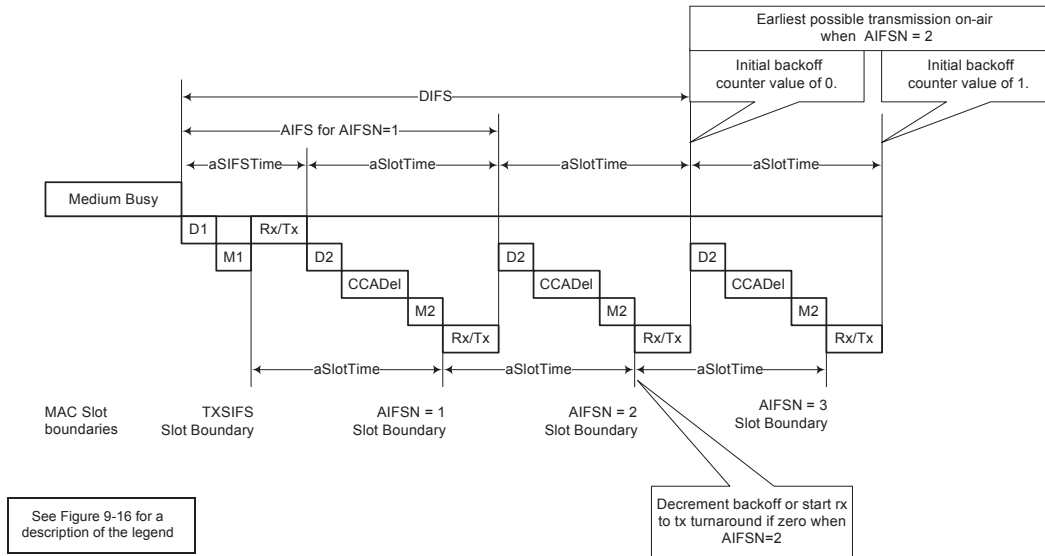 Earliest possible transmission on-air
when AIFSN = 2
Initial backoff
counter value of 0.
Initial backoff
counter value of 1.
DIFS
AIFS for AIFSN=1
aSIFSTime
aSlotTime
aSlotTime
aSlotTime
Medium Busy
D1
Rx/Tx
M1
D2
D2
D2
CCADel
CCADel
CCADel
M2
M2
M2
Rx/Tx
Rx/Tx
Rx/Tx
aSlotTime
aSlotTime
aSlotTime
MAC Slot
boundaries
TXSIFS
Slot Boundary
AIFSN = 1
Slot Boundary
AIFSN = 2
Slot Boundary
AIFSN = 3
Slot Boundary
See Figure 9-16 for a
description of the legend
Decrement backoff or start rx
to tx turnaround if zero when
AIFSN=2